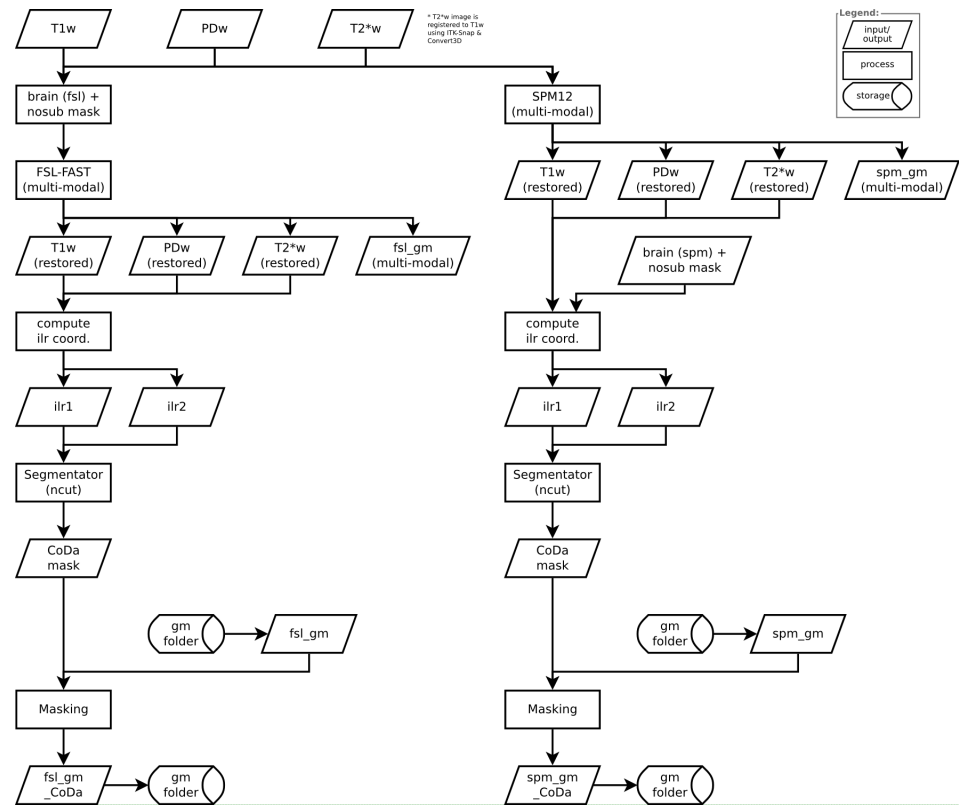 T1w
PDw
T2*w
* T2*w image is
registered to T1w
using ITK-Snap &
Convert3D
Legend:
input/
output
process
storage
brain (fsl) +
nosub mask
SPM12
(multi-modal)
FSL-FAST
(multi-modal)
T1w
(restored)
PDw
(restored)
T2*w
(restored)
spm_gm
(multi-modal)
T1w
(restored)
PDw
(restored)
T2*w
(restored)
fsl_gm
(multi-modal)
brain (spm) +
nosub mask
compute
ilr coord.
compute
ilr coord.
ilr1
ilr2
ilr1
ilr2
Segmentator
(ncut)
Segmentator
(ncut)
CoDa
mask
CoDa
mask
gm
folder
fsl_gm
gm
folder
spm_gm
Masking
Masking
fsl_gm
_CoDa
gm
folder
spm_gm
_CoDa
gm
folder